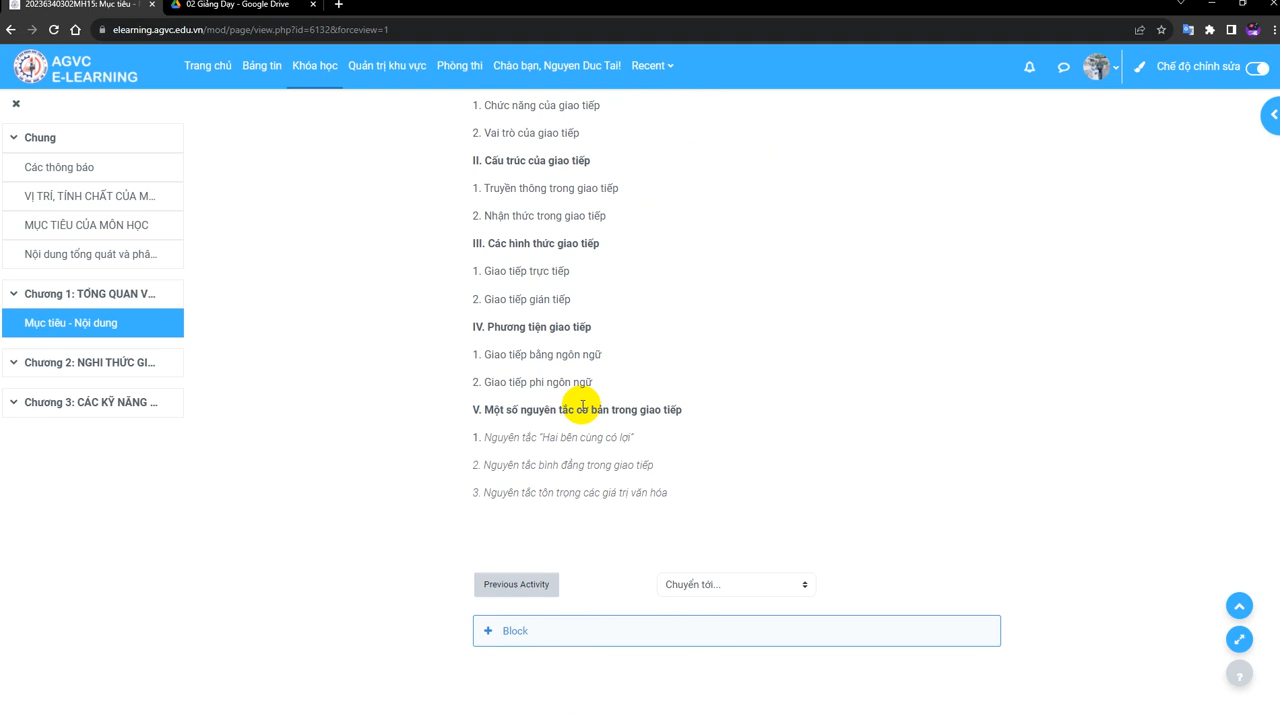 20236340302MH15: Mục tiêu -
02 Giảng Dạy - Google Drive
elearning.agvc.edu.vn/mod/page/view.php?id=6132&forceview=1
AGVC
E-LEARNING
Trang chủ Bảng tin Khóa học Quản trị khu vực Phòng thi Chào bạn, Nguyen Duc Tai! Recent
Chế độ chỉnh sửa
Chung
Các thông báo
VỊ TRÍ, TÍNH CHẤT CỦA M...
MỤC TIÊU CỦA MÔN HỌC
Nội dung tổng quát và phâ...
Chương 1: TỔNG QUAN V...
Mục tiêu - Nội dung
Chương 2: NGHI THỨC GI...
Chương 3: CÁC KỸ NĂNG ...
1. Chức năng của giao tiếp
2. Vai trò của giao tiếp
II. Cấu trúc của giao tiếp
1. Truyền thông trong giao tiếp
2. Nhận thức trong giao tiếp
III. Các hình thức giao tiếp
1. Giao tiếp trực tiếp
2. Giao tiếp gián tiếp
IV. Phương tiện giao tiếp
1. Giao tiếp bằng ngôn ngữ
2. Giao tiếp phi ngôn ngữ
V. Một số nguyên tắc cơ bản trong giao tiếp
1. Nguyên tắc "Hai bên cùng có lợi"
2. Nguyên tắc bình đẳng trong giao tiếp
3. Nguyên tắc tôn trọng các giá trị văn hóa
Previous Activity
Chuyển tới...
+ Block
?